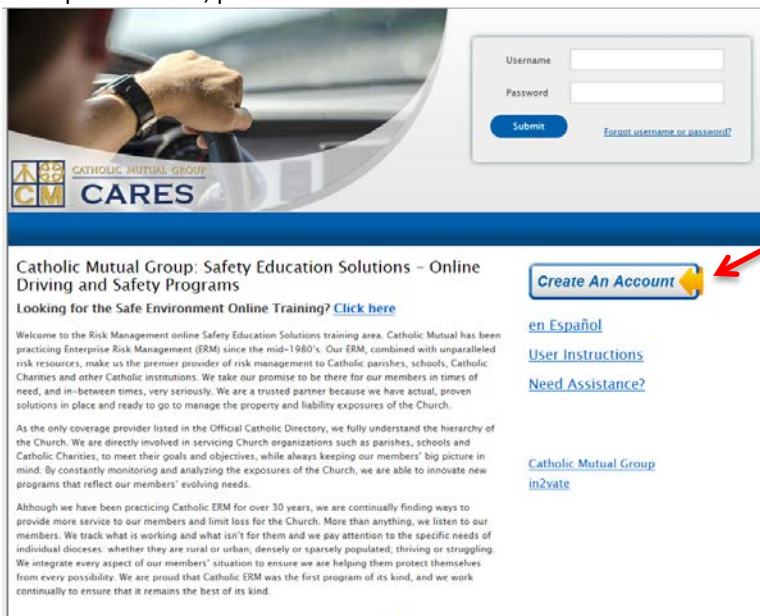 Username
Password
Submit
Forgot username or password?
CATHOLIC MUTUAL GROUP
CM
CARES
Catholic Mutual Group: Safety Education Solutions – Online
Driving and Safety Programs
Looking for the Safe Environment Online Training? Click here
Welcome to the Risk Management online Safety Education Solutions training area. Catholic Mutual has been
practicing Enterprise Risk Management (ERM) since the mid-1980's. Our ERM, combined with unparalleled
risk resources, make us the premier provider of risk management to Catholic parishes, schools, Catholic
Charities and other Catholic institutions. We take our promise to be there for our members in times of
need, and in-between times, very seriously. We are a trusted partner because we have actual, proven
solutions in place and ready to go to manage the property and liability exposures of the Church.
As the only coverage provider listed in the Official Catholic Directory, we fully understand the hierarchy of
the Church. We are directly involved in servicing Church organizations such as parishes, schools and
Catholic Charities, to meet their goals and objectives, while always keeping our members' big picture in
mind. By constantly monitoring and analyzing the exposures of the Church, we are able to innovate new
programs that reflect our members' evolving needs.
Although we have been practicing Catholic ERM for over 30 years, we are continually finding ways to
provide more service to our members and limit loss for the Church. More than anything, we listen to our
members. We track what is working and what isn't for them and we pay attention to the specific needs of
individual dioceses: whether they are rural or urban; densely or sparsely populated; thriving or struggling.
We integrate every aspect of our members' situation to ensure we are helping them protect themselves
from every possibility. We are proud that Catholic ERM was the first program of its kind, and we work
continually to ensure that it remains the best of its kind.
Create An Account
en Español
User Instructions
Need Assistance?
Catholic Mutual Group
in2vate